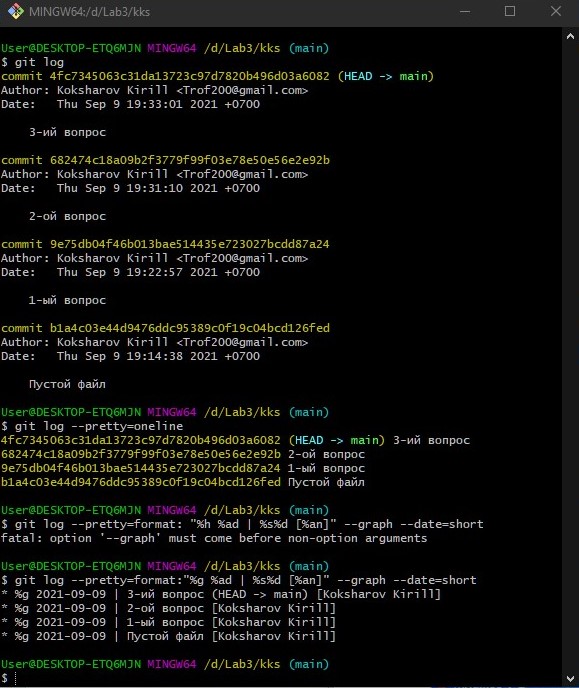 MINGW64:/d/Lab3/kks
User@DESKTOP-ETQ6MJN MINGW64 /d/Lab3/kks (main)
$ git log
commit 4fc7345063c31da13723c97d7820b496d03a6082 (HEAD -> main)
Author: Koksharov Kirill <Trof200@gmail.com>
Date:   Thu Sep 9 19:33:01 2021 +0700
3-ий вопрос
commit 682474c18a09b2f3779f99f03e78e50e56e2e92b
Author: Koksharov Kirill <Trof200@gmail.com>
Date:   Thu Sep 9 19:31:10 2021 +0700
2-ой вопрос
commit 9e75db04f46b013bae514435e723027bcdd87a24
Author: Koksharov Kirill <Trof200@gmail.com>
Date:   Thu Sep 9 19:22:57 2021 +0700
1-ый вопрос
commit b1a4c03e44d9476ddc95389c0f19c04bcd126fed
Author: Koksharov Kirill <Trof200@gmail.com>
Date:   Thu Sep 9 19:14:38 2021 +0700
Пустой файл
User@DESKTOP-ETQ6MJN MINGW64 /d/Lab3/kks (main)
$ git log --pretty=oneline
4fc7345063c31da13723c97d7820b496d03a6082 (HEAD -> main) 3-ий вопрос
682474c18a09b2f3779f99f03e78e50e56e2e92b 2-ой вопрос
9e75db04f46b013bae514435e723027bcdd87a24 1-ый вопрос
b1a4c03e44d9476ddc95389c0f19c04bcd126fed Пустой файл
User@DESKTOP-ETQ6MJN MINGW64 /d/Lab3/kks (main)
$ git log --pretty=format: "%h %ad | %s%d [%an]" --graph --date=short
fatal: option '--graph' must come before non-option arguments
User@DESKTOP-ETQ6MJN MINGW64 /d/Lab3/kks (main)
$ git log --pretty=format:"%g %ad | %s%d [%an]" --graph --date=short
* %g 2021-09-09 | 3-ий вопрос (HEAD -> main) [Koksharov Kirill]
* %g 2021-09-09 | 2-ой вопрос [Koksharov Kirill]
* %g 2021-09-09 | 1-ый вопрос [Koksharov Kirill]
* %g 2021-09-09 | Пустой файл [Koksharov Kirill]
User@DESKTOP-ETQ6MJN MINGW64 /d/Lab3/kks (main)
$